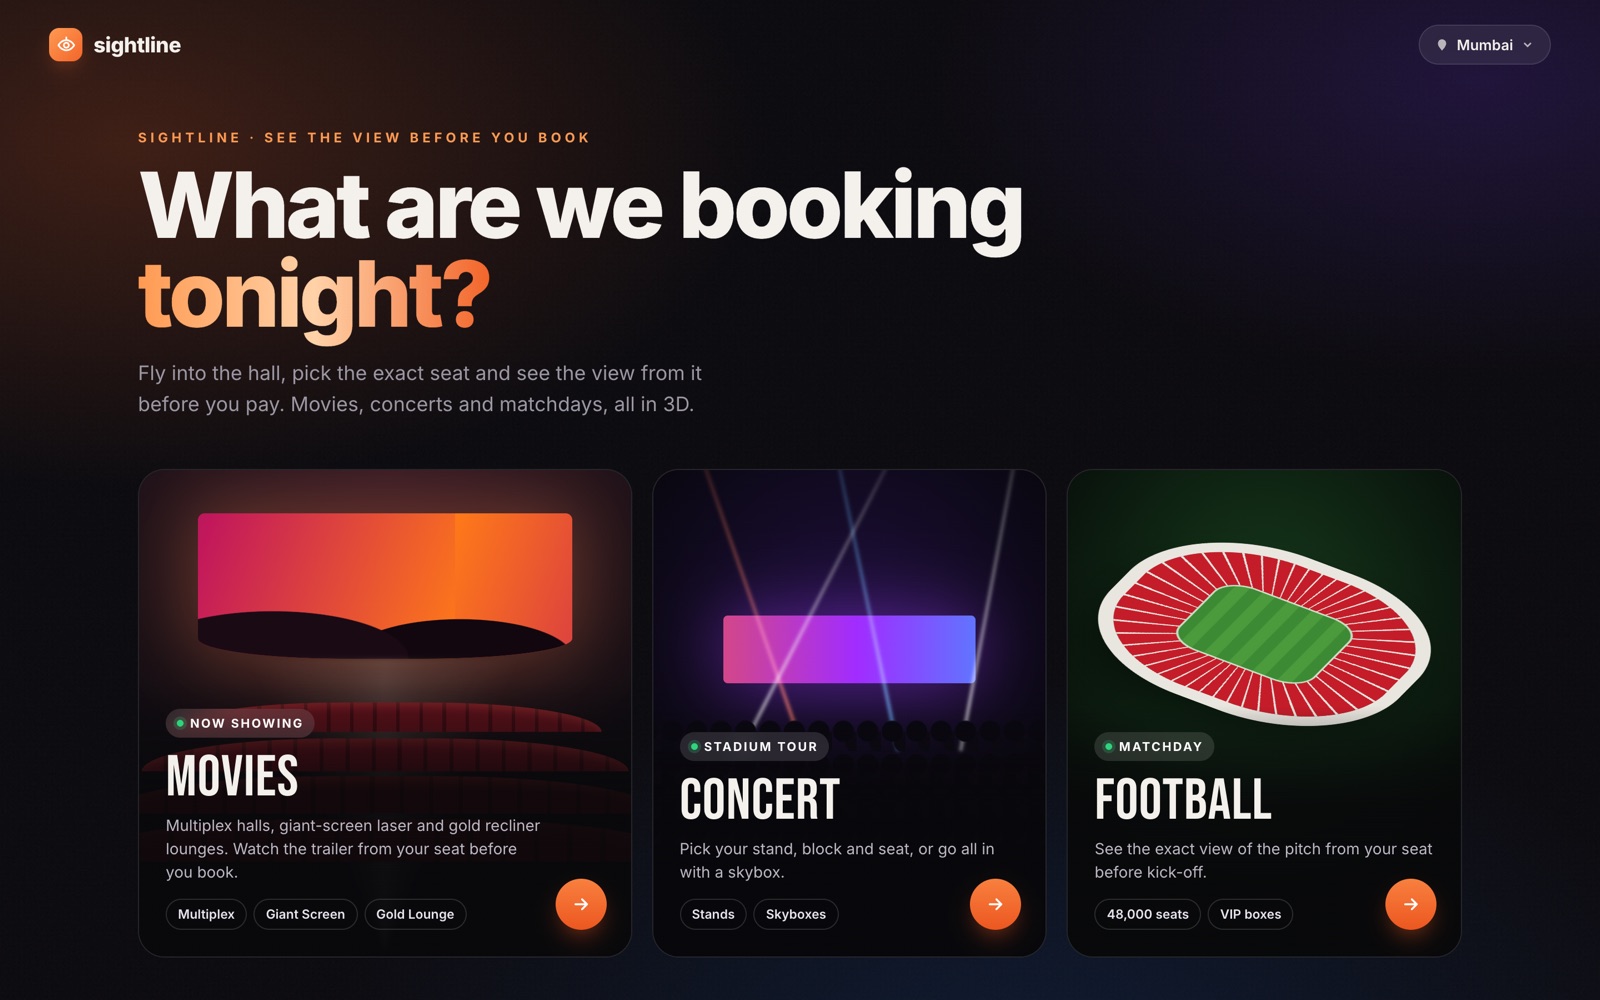 sightline
Mumbai
SIGHTLINE · SEE THE VIEW BEFORE YOU BOOK
What are we booking
tonight?
Fly into the hall, pick the exact seat and see the view from it
before you pay. Movies, concerts and matchdays, all in 3D.
NOW SHOWING
MOVIES
Multiplex halls, giant-screen laser and gold recliner
lounges. Watch the trailer from your seat before
you book.
Multiplex
Giant Screen
Gold Lounge
STADIUM TOUR
CONCERT
Pick your stand, block and seat, or go all in
with a skybox.
Stands
Skyboxes
MATCHDAY
FOOTBALL
See the exact view of the pitch from your seat
before kick-off.
48,000 seats
VIP boxes